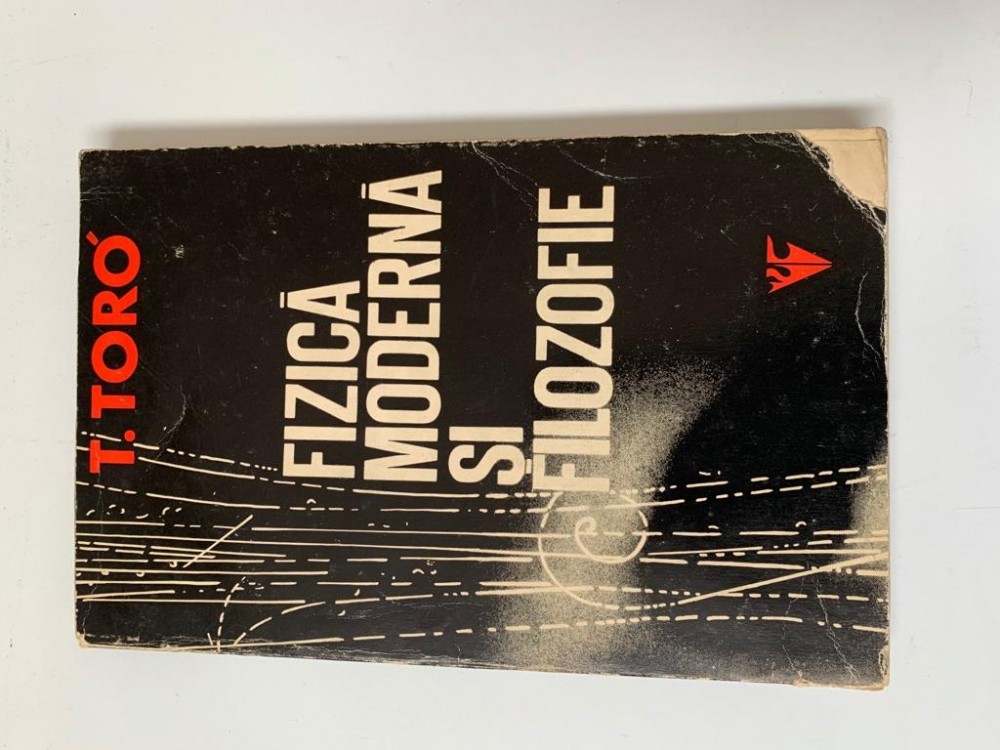 T. TORÓ
FIZICĂ
MODERNĂ
ȘI
FILOZOFIE